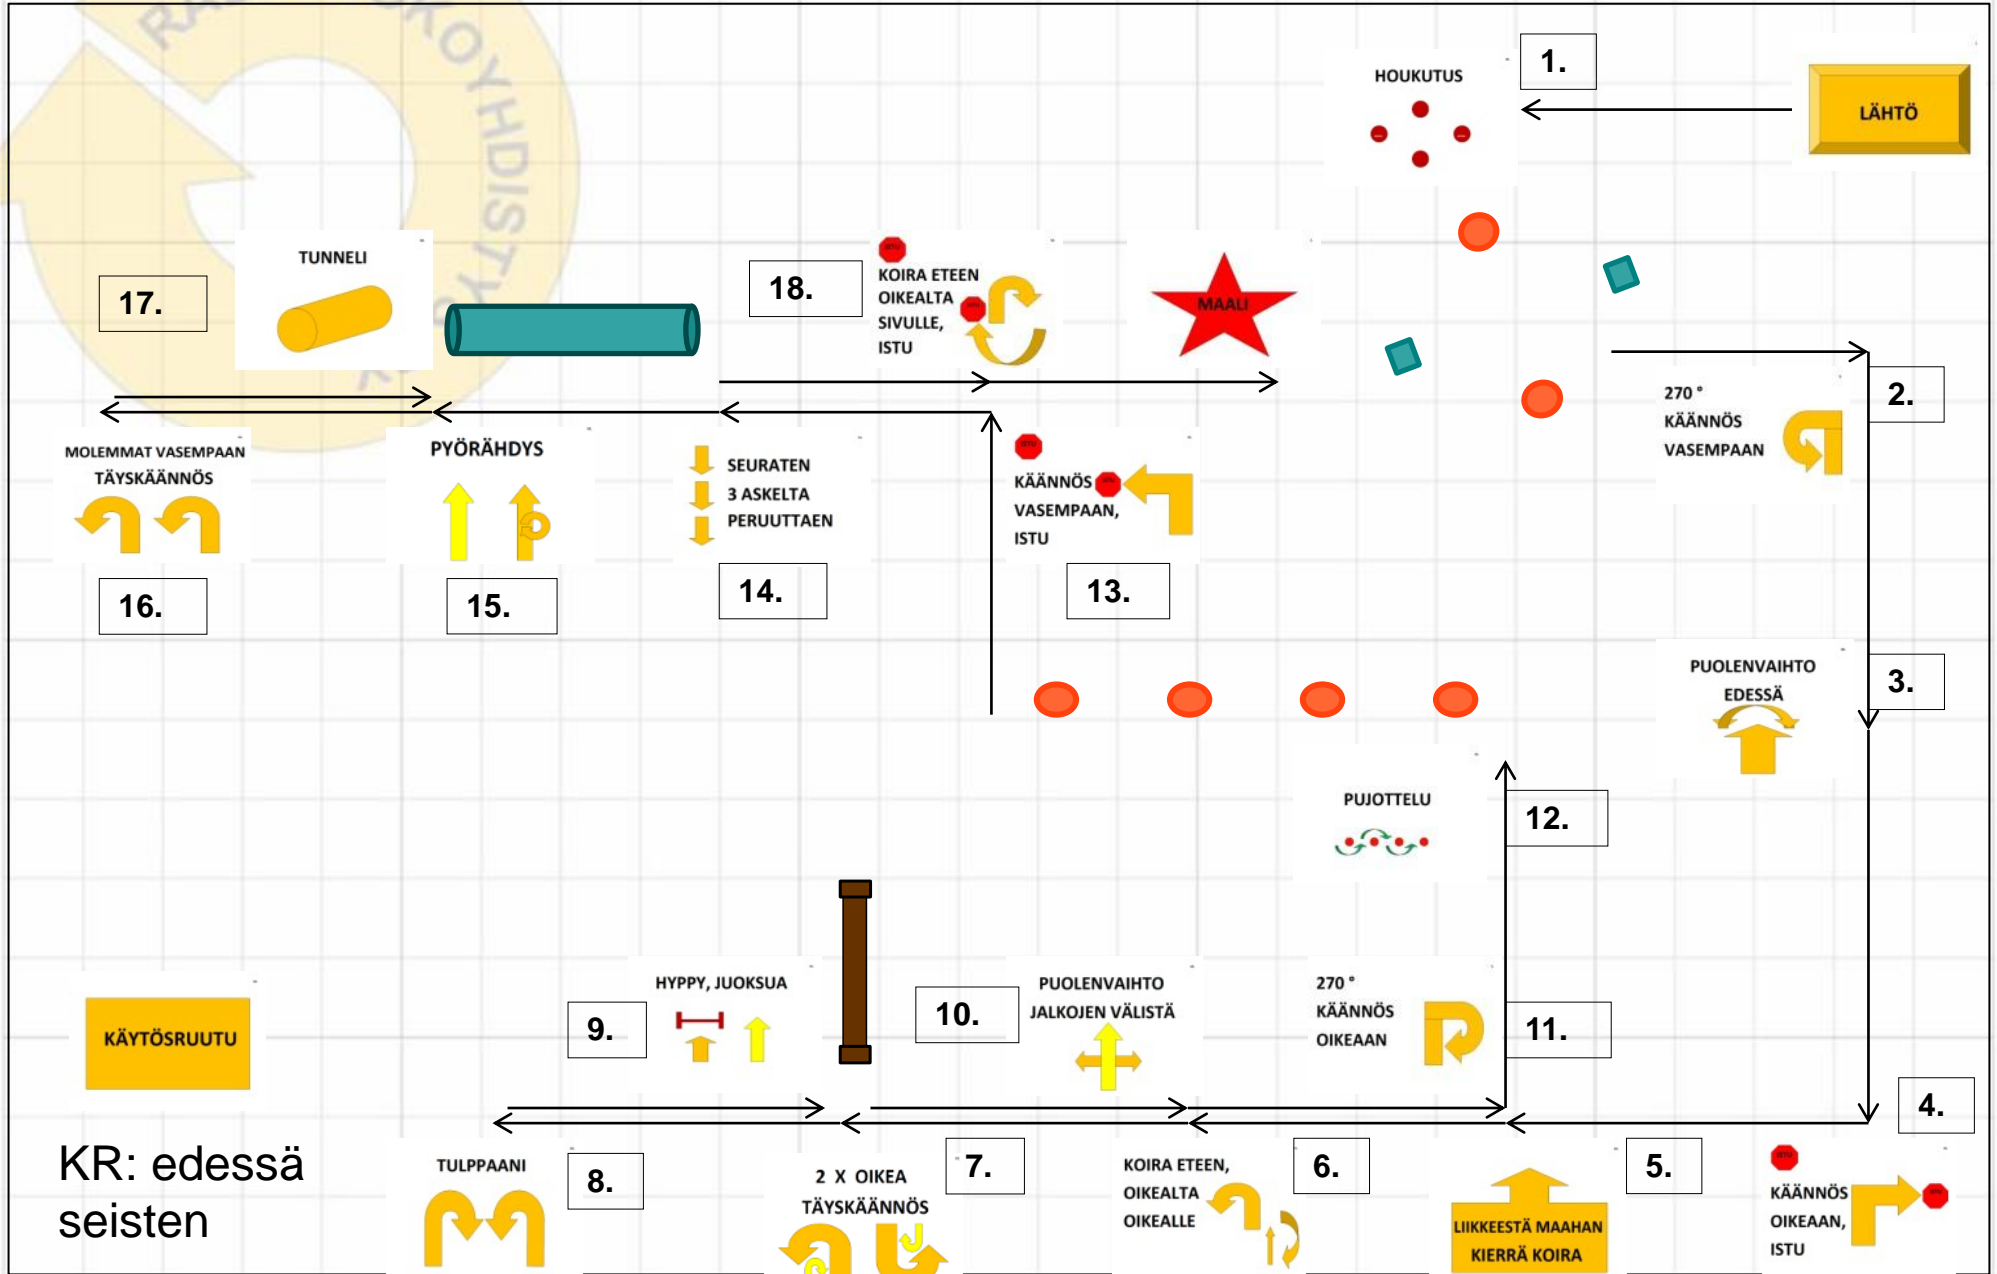 RA
KOYHDISTY
HOUKUTUS
1.
LÄHTÖ
TUNNELI
17.
18.
KOIRA ETEEN
OIKEALTA
SIVULLE,
ISTU
MAALI
270 °
KÄÄNNÖS
VASEMPAAN
2.
MOLEMMAT VASEMPAAN
TÄYSKÄÄNNÖS
16.
PYÖRÄHDYS
15.
SEURATEN
3 ASKELTA
PERUUTTAEN
14.
ISTU
KÄÄNNÖS
VASEMPAAN,
ISTU
13.
PUOLENVAIHTO
EDESSÄ
3.
PUJOTTELU
12.
KÄYTÖSRUUTU
9.
HYPPY, JUOKSUA
10.
PUOLENVAIHTO
JALKOJEN VÄLISTÄ
270 °
KÄÄNNÖS
OIKEAAN
11.
4.
KR: edessä
seisten
TULPPAANI
8.
2 X OIKEA
TÄYSKÄÄNNÖS
7.
KOIRA ETEEN,
OIKEALTA
OIKEALLE
6.
LIIKKEESTÄ MAAHAN
KIERRÄ KOIRA
5.
KÄÄNNÖS
OIKEAAN,
ISTU